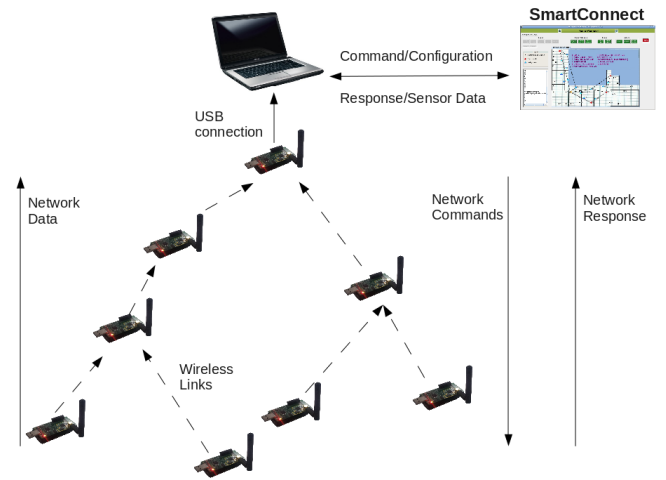 SmartConnect
Command/Configuration
Response/Sensor Data
USB
connection
Network
Data
Network
Commands
Network
Response
Wireless
Links